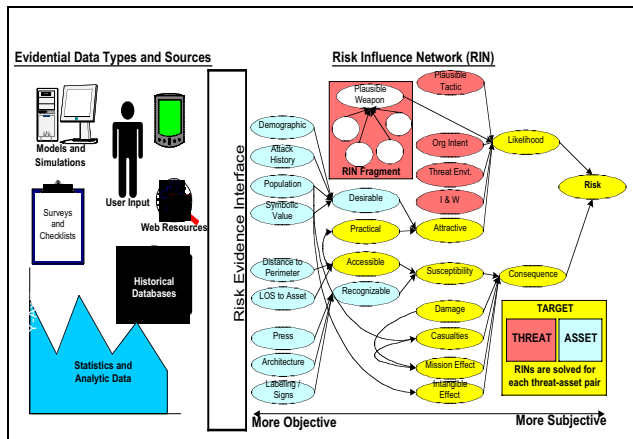 Evidential Data Types and Sources
Risk Influence Network (RIN)
Models and
Simulations
User Input
Web Resources
Surveys and
Checklists
Historical
Databases
Statistics and
Analytic Data
Risk Evidence Interface
Demographic
Attack
History
Population
Symbolic
Value
Distance to
Perimeter
LOS to Asset
Press
Architecture
Labeling /
Signs
Plausible
Weapon
RIN Fragment
Desirable
Practical
Accessible
Recognizable
Plausible
Tactic
Org Intent
Threat Envt.
I & W
Attractive
Susceptibility
Damage
Casualties
Mission Effect
Intangible
Effect
Likelihood
Consequence
Risk
TARGET
THREAT
ASSET
RINs are solved for
each threat-asset pair
More Objective
More Subjective